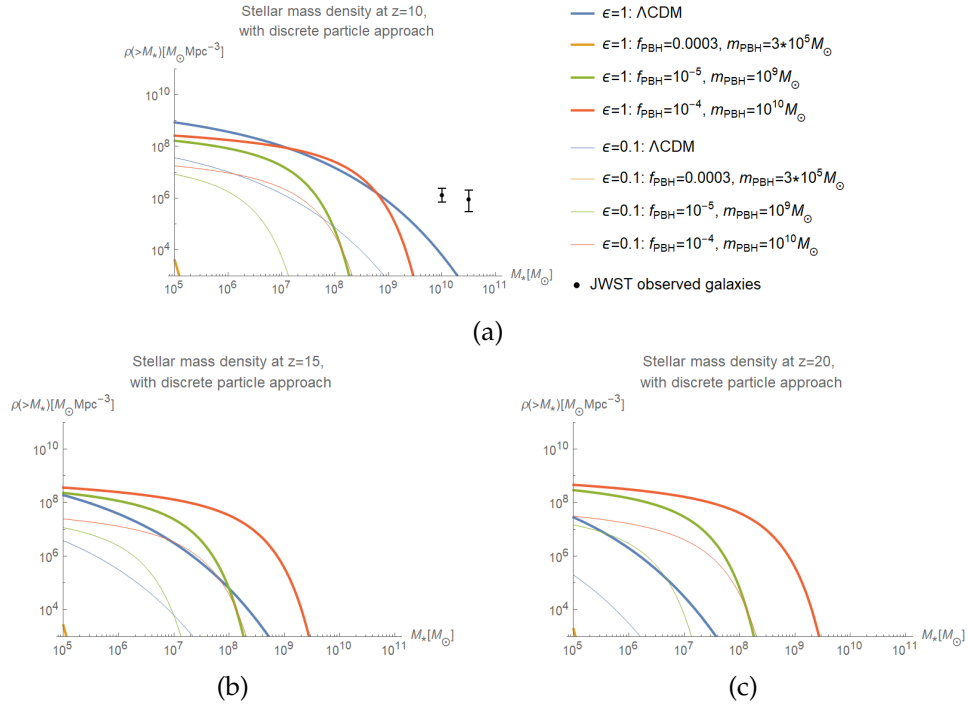 Stellar mass density at z=10,
with discrete particle approach
ρ(>M*)[M⊙Mpc⁻³]
10¹⁰
10⁸
10⁶
10⁴
10⁵ 10⁶ 10⁷ 10⁸ 10⁹ 10¹⁰ 10¹¹
M*[M⊙]
ϵ=1: ΛCDM
ϵ=1: fPBH=0.0003, mPBH=3*10⁵M⊙
ϵ=1: fPBH=10⁻⁵, mPBH=10⁹M⊙
ϵ=1: fPBH=10⁻⁴, mPBH=10¹⁰M⊙
ϵ=0.1: ΛCDM
ϵ=0.1: fPBH=0.0003, mPBH=3*10⁵M⊙
ϵ=0.1: fPBH=10⁻⁵, mPBH=10⁹M⊙
ϵ=0.1: fPBH=10⁻⁴, mPBH=10¹⁰M⊙
JWST observed galaxies
(a)
Stellar mass density at z=15,
with discrete particle approach
ρ(>M*)[M⊙Mpc⁻³]
10¹⁰
10⁸
10⁶
10⁴
10⁵ 10⁶ 10⁷ 10⁸ 10⁹ 10¹⁰ 10¹¹
M*[M⊙]
(b)
Stellar mass density at z=20,
with discrete particle approach
ρ(>M*)[M⊙Mpc⁻³]
10¹⁰
10⁸
10⁶
10⁴
10⁵ 10⁶ 10⁷ 10⁸ 10⁹ 10¹⁰ 10¹¹
M*[M⊙]
(c)